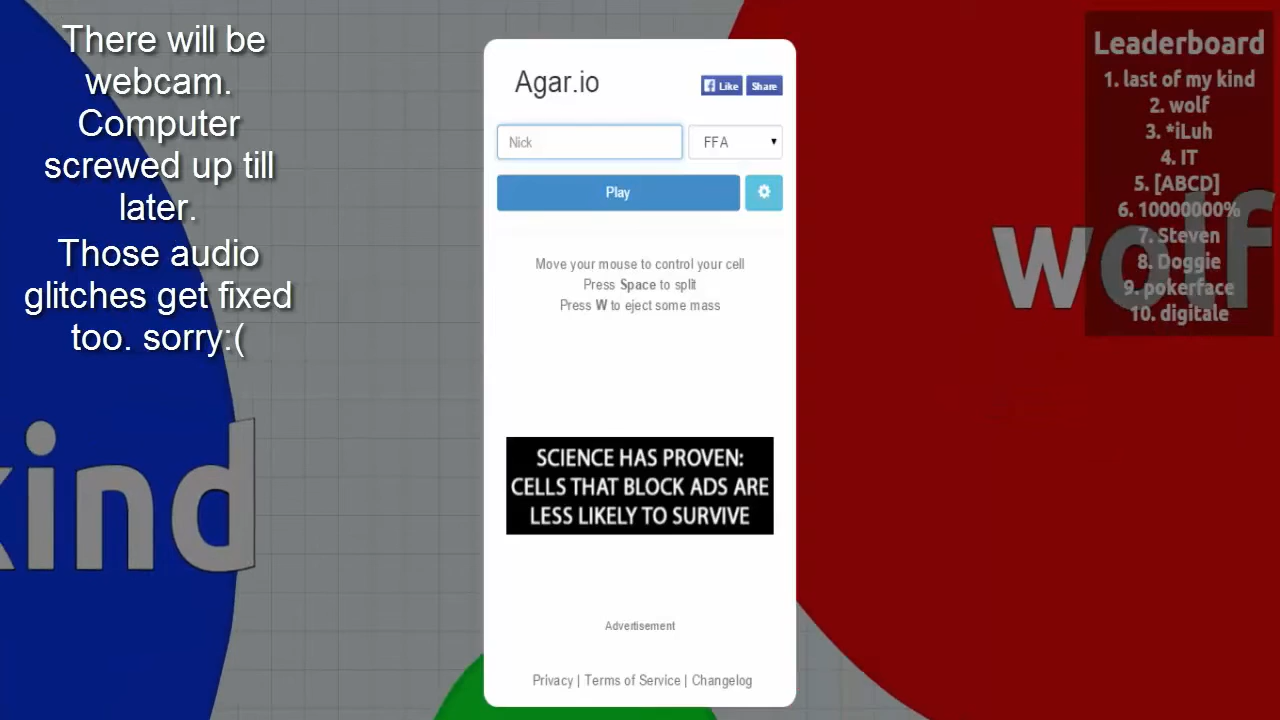 There will be
webcam.
Computer
screwed up till
later.
Those audio
glitches get fixed
too. sorry:(
kind
Agar.io
Like
Share
Nick
FFA
Play
Move your mouse to control your cell
Press Space to split
Press W to eject some mass
SCIENCE HAS PROVEN:
CELLS THAT BLOCK ADS ARE
LESS LIKELY TO SURVIVE
Advertisement
Privacy | Terms of Service | Changelog
Leaderboard
1. last of my kind
2. wolf
3. *iLuh
4. IT
5. [ABCD]
6. 10000000%
7. Steven
8. Doggie
9. pokerface
10. digitale
wolf